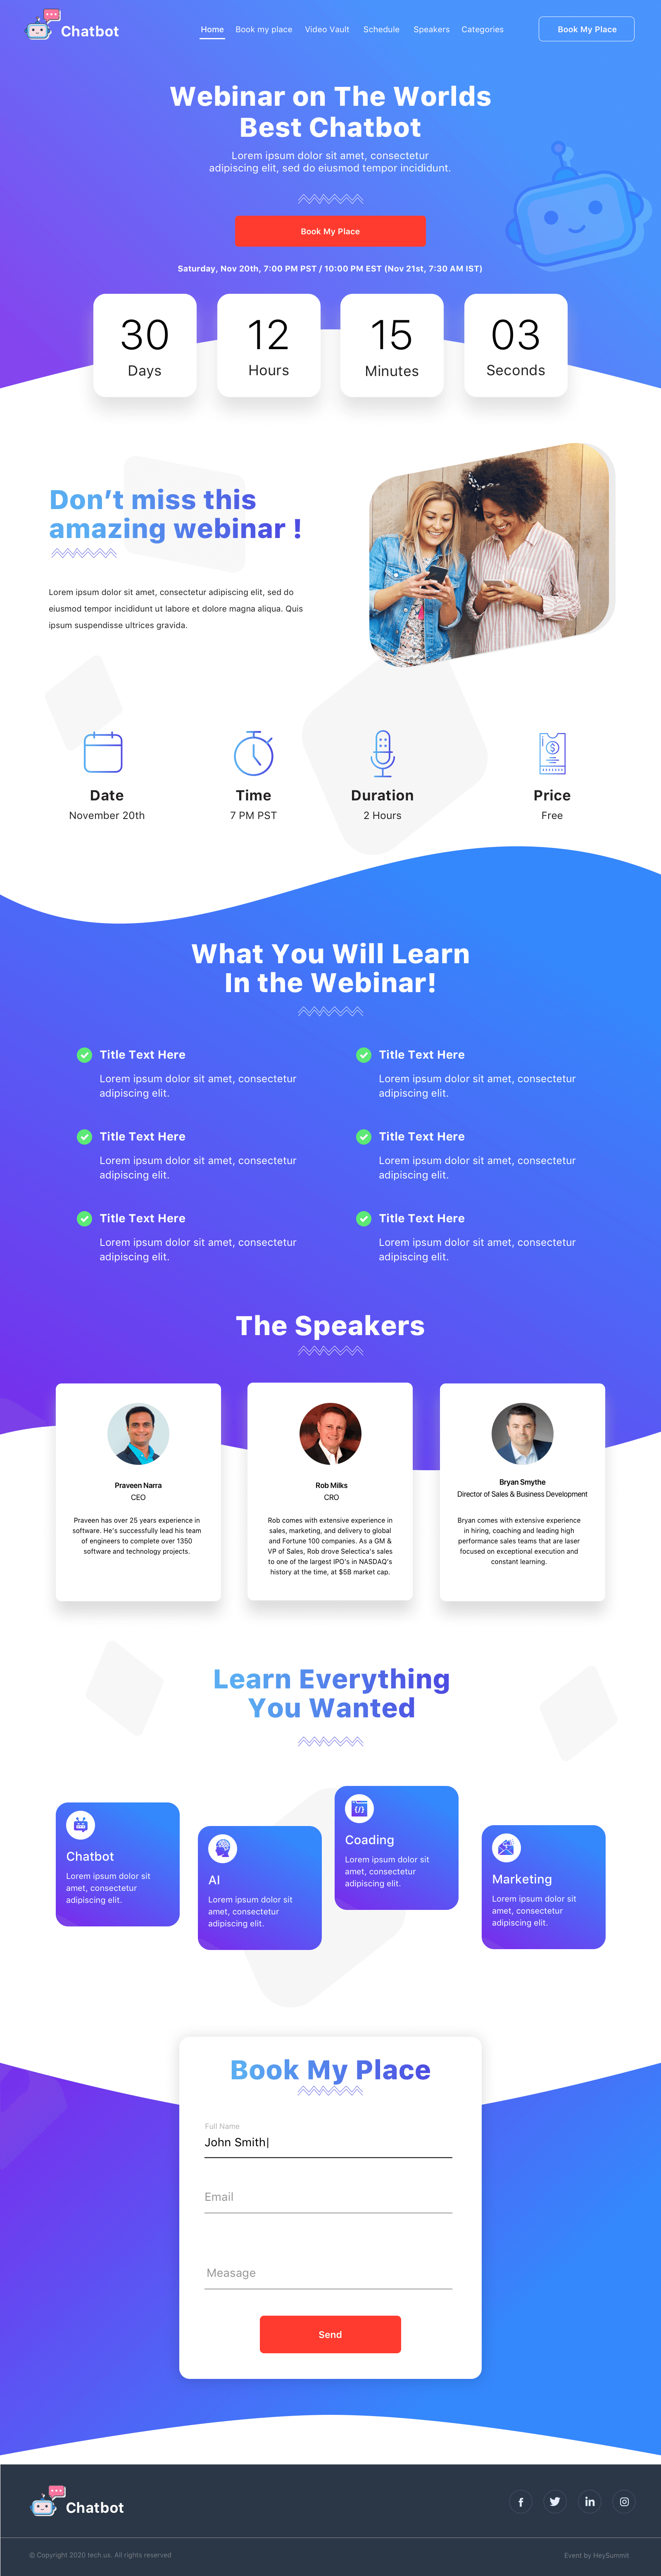 Chatbot
Home Book my place Video Vault Schedule Speakers Categories
Book My Place
Webinar on The Worlds
Best Chatbot
Lorem ipsum dolor sit amet, consectetur
adipiscing elit, sed do eiusmod tempor incididunt.
Book My Place
Saturday, Nov 20th, 7:00 PM PST / 10:00 PM EST (Nov 21st, 7:30 AM IST)
30
Days
12
Hours
15
Minutes
03
Seconds
Don't miss this
amazing webinar !
Lorem ipsum dolor sit amet, consectetur adipiscing elit, sed do
eiusmod tempor incididunt ut labore et dolore magna aliqua. Quis
ipsum suspendisse ultrices gravida.
Date
November 20th
Time
7 PM PST
Duration
2 Hours
Price
Free
What You Will Learn
In the Webinar!
Title Text Here
Lorem ipsum dolor sit amet, consectetur
adipiscing elit.
Title Text Here
Lorem ipsum dolor sit amet, consectetur
adipiscing elit.
Title Text Here
Lorem ipsum dolor sit amet, consectetur
adipiscing elit.
Title Text Here
Lorem ipsum dolor sit amet, consectetur
adipiscing elit.
Title Text Here
Lorem ipsum dolor sit amet, consectetur
adipiscing elit.
Title Text Here
Lorem ipsum dolor sit amet, consectetur
adipiscing elit.
The Speakers
Praveen Narra
CEO
Praveen has over 25 years experience in
software. He's successfully lead his team
of engineers to complete over 1350
software and technology projects.
Rob Milks
CRO
Rob comes with extensive experience in
sales, marketing, and delivery to global
and Fortune 100 companies. As a GM &
VP of Sales, Rob drove Selectica's sales
to one of the largest IPO's in NASDAQ's
history at the time, at $5B market cap.
Bryan Smythe
Director of Sales & Business Development
Bryan comes with extensive experience
in hiring, coaching and leading high
performance sales teams that are laser
focused on exceptional execution and
constant learning.
Learn Everything
You Wanted
Chatbot
Lorem ipsum dolor sit
amet, consectetur
adipiscing elit.
AI
Lorem ipsum dolor sit
amet, consectetur
adipiscing elit.
Coading
Lorem ipsum dolor sit
amet, consectetur
adipiscing elit.
Marketing
Lorem ipsum dolor sit
amet, consectetur
adipiscing elit.
Book My Place
Full Name
John Smith
Email
Meassage
Send
Chatbot
© Copyright 2020 tech.us. All rights reserved
Event by HeySummit